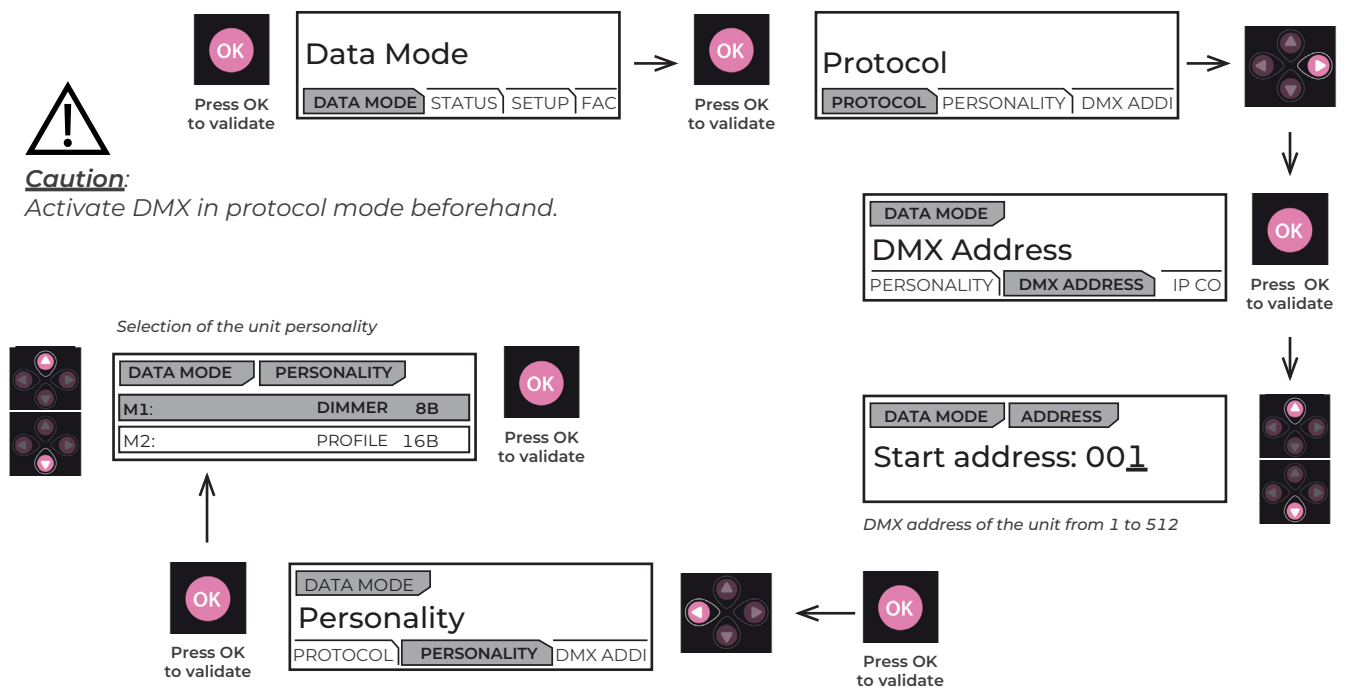 OK
Press OK
to validate
Data Mode
DATA MODE STATUS SETUP FAC
OK
Press OK
to validate
Protocol
PROTOCOL PERSONALITY DMX ADDI
Caution:
Activate DMX in protocol mode beforehand.
DATA MODE
DMX Address
PERSONALITY DMX ADDRESS IP CO
OK
Press OK
to validate
DATA MODE ADDRESS
Start address: 001
DMX address of the unit from 1 to 512
OK
Press OK
to validate
DATA MODE
Personality
PROTOCOL PERSONALITY DMX ADDI
OK
Press OK
to validate
Selection of the unit personality
DATA MODE PERSONALITY
M1: DIMMER 8B
M2: PROFILE 16B
OK
Press OK
to validate